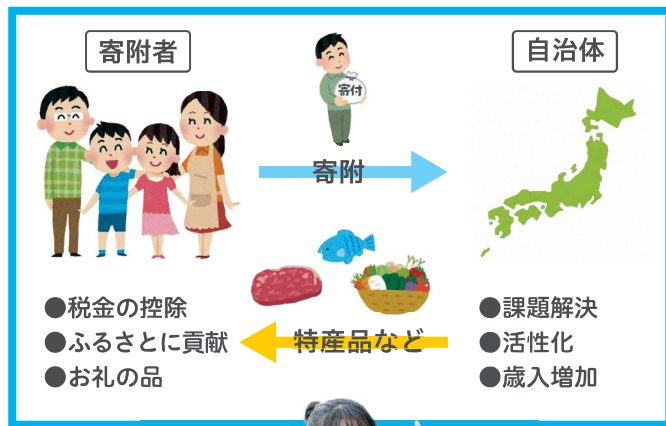 寄附者
自治体
寄付
寄附
特産品など
●税金の控除
●ふるさとに貢献
●お礼の品
●課題解決
●活性化
●歳入増加